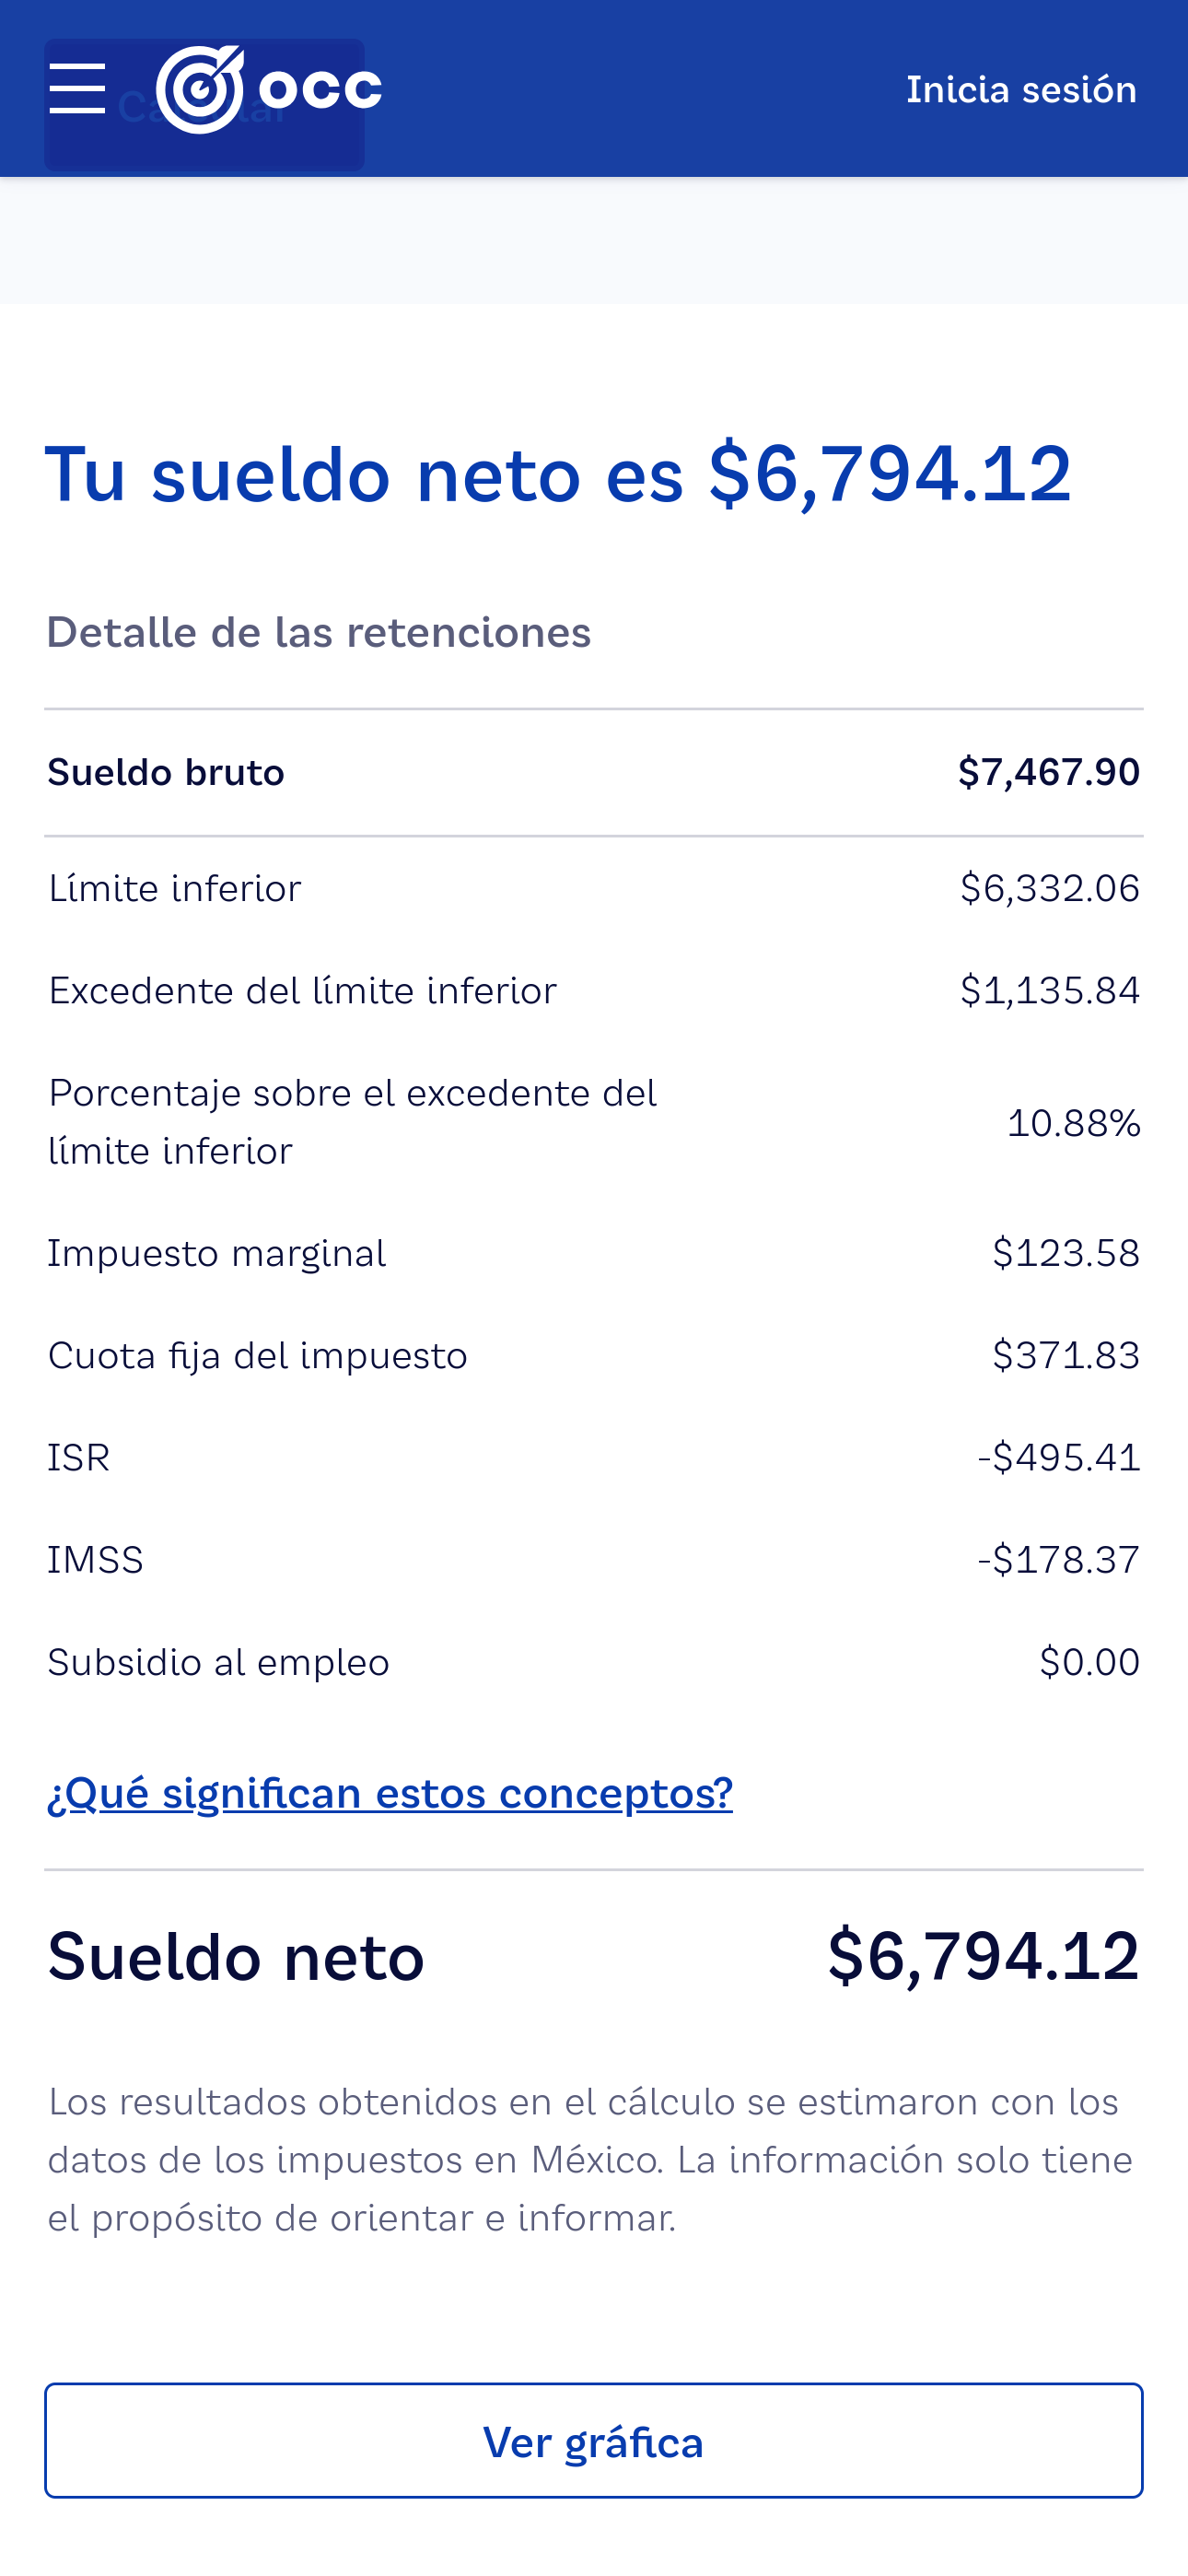 Calcular
occ
Inicia sesión
Tu sueldo neto es $6,794.12
Detalle de las retenciones
Sueldo bruto $7,467.90
Límite inferior $6,332.06
Excedente del límite inferior $1,135.84
Porcentaje sobre el excedente del
límite inferior 10.88%
Impuesto marginal $123.58
Cuota fija del impuesto $371.83
ISR -$495.41
IMSS -$178.37
Subsidio al empleo $0.00
¿Qué significan estos conceptos?
Sueldo neto $6,794.12
Los resultados obtenidos en el cálculo se estimaron con los
datos de los impuestos en México. La información solo tiene
el propósito de orientar e informar.
Ver gráfica